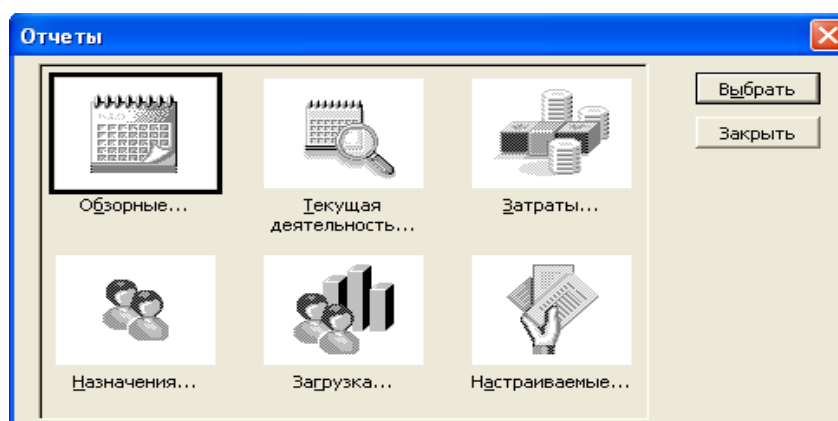 Отчеты
Выбрать
Закрыть
Обзорные...
Текущая
деятельность...
Затраты...
Назначения...
Загрузка...
Настраиваемые...